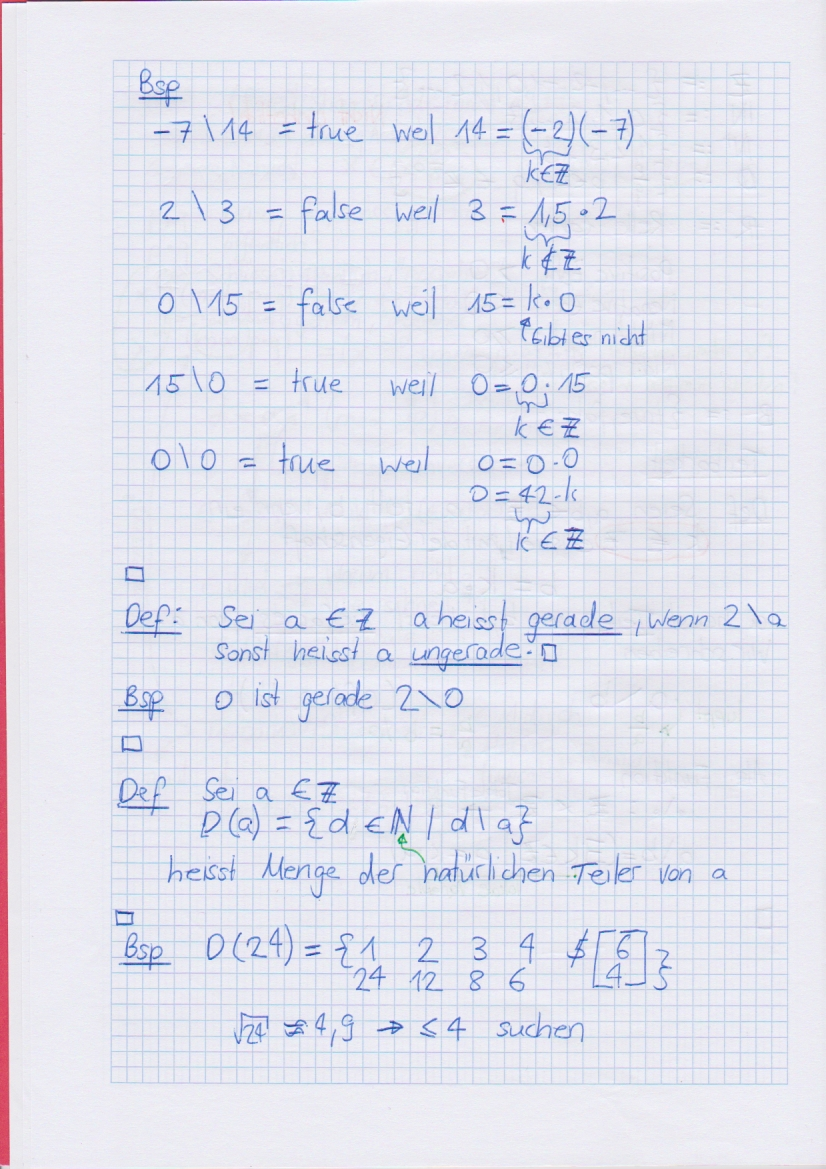 Bsp
-7 \ 14 = true weil 14 = (-2)(-7)
k∈ℤ
2 \ 3 = false weil 3 = 1,5 · 2
k ∉ ℤ
0 \ 15 = false weil 15 = k · 0
Gibt es nicht
15 \ 0 = true weil 0 = 0 · 15
k ∈ ℤ
0 \ 0 = true weil 0 = 0 · 0
0 = 42 · k
k ∈ ℤ
□
Def: Sei a ∈ ℤ a heisst gerade, wenn 2 \ a
sonst heisst a ungerade. □
Bsp 0 ist gerade 2 \ 0
□
Def Sei a ∈ ℤ
D(a) = {d ∈ ℕ | d \ a}
heisst Menge der natürlichen Teiler von a
□
Bsp D(24) = {1 2 3 4 [6
24 12 8 6 4]}
√24 ≈ 4,9 → ≤ 4 suchen